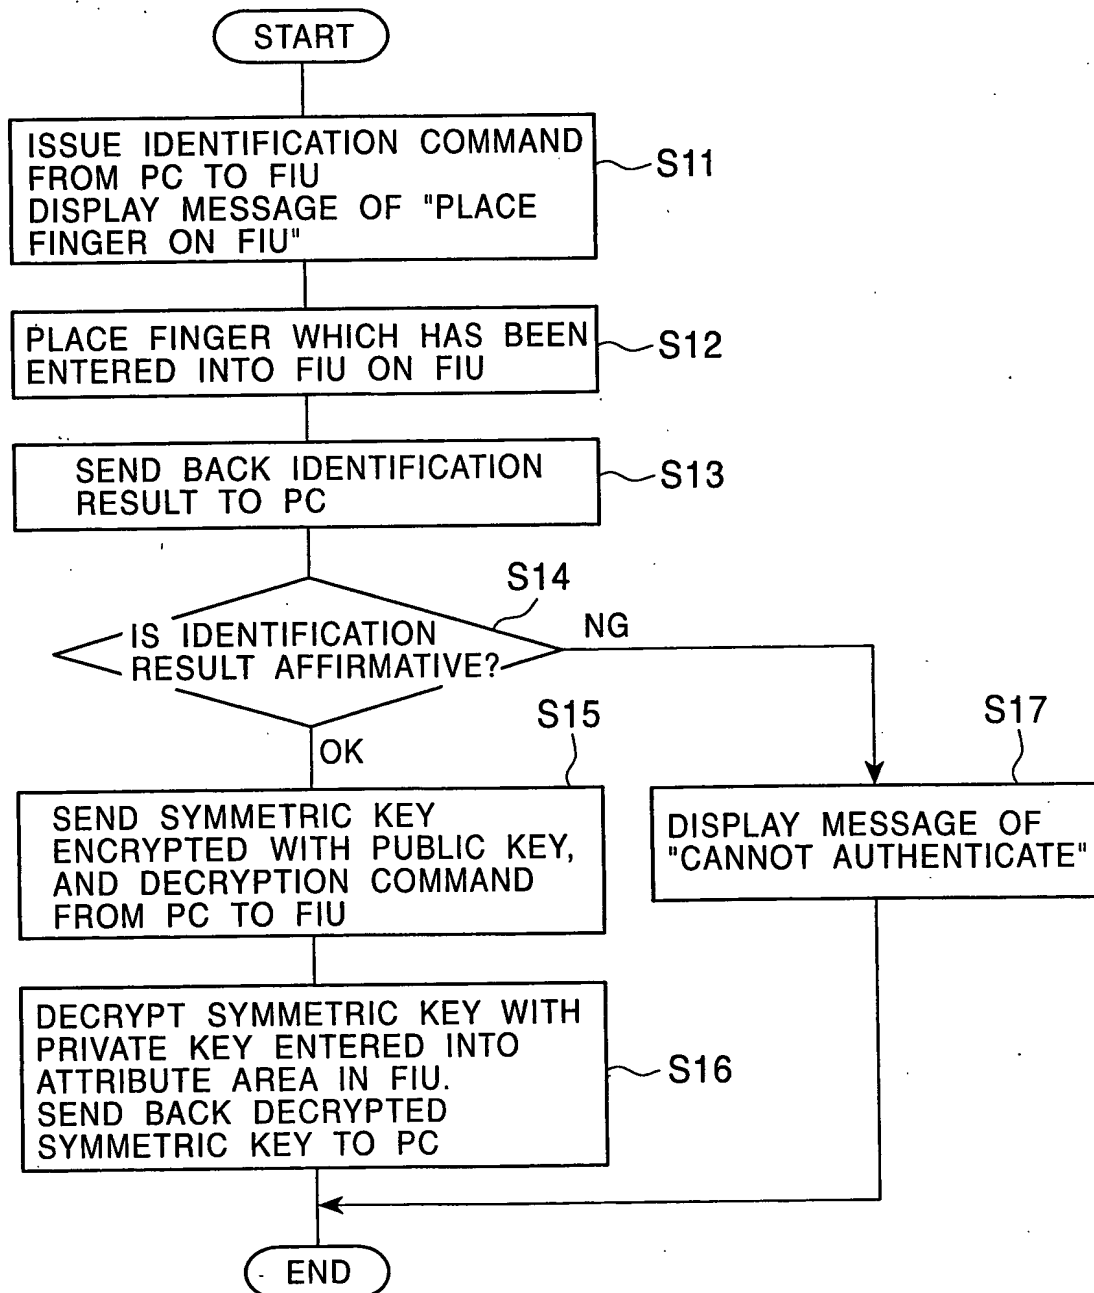 START
ISSUE IDENTIFICATION COMMAND
FROM PC TO FIU
DISPLAY MESSAGE OF "PLACE
FINGER ON FIU"
S11
PLACE FINGER WHICH HAS BEEN
ENTERED INTO FIU ON FIU
S12
SEND BACK IDENTIFICATION
RESULT TO PC
S13
S14
IS IDENTIFICATION
RESULT AFFIRMATIVE?
NG
OK
S15
SEND SYMMETRIC KEY
ENCRYPTED WITH PUBLIC KEY,
AND DECRYPTION COMMAND
FROM PC TO FIU
S17
DISPLAY MESSAGE OF
"CANNOT AUTHENTICATE"
DECRYPT SYMMETRIC KEY WITH
PRIVATE KEY ENTERED INTO
ATTRIBUTE AREA IN FIU.
SEND BACK DECRYPTED
SYMMETRIC KEY TO PC
S16
END